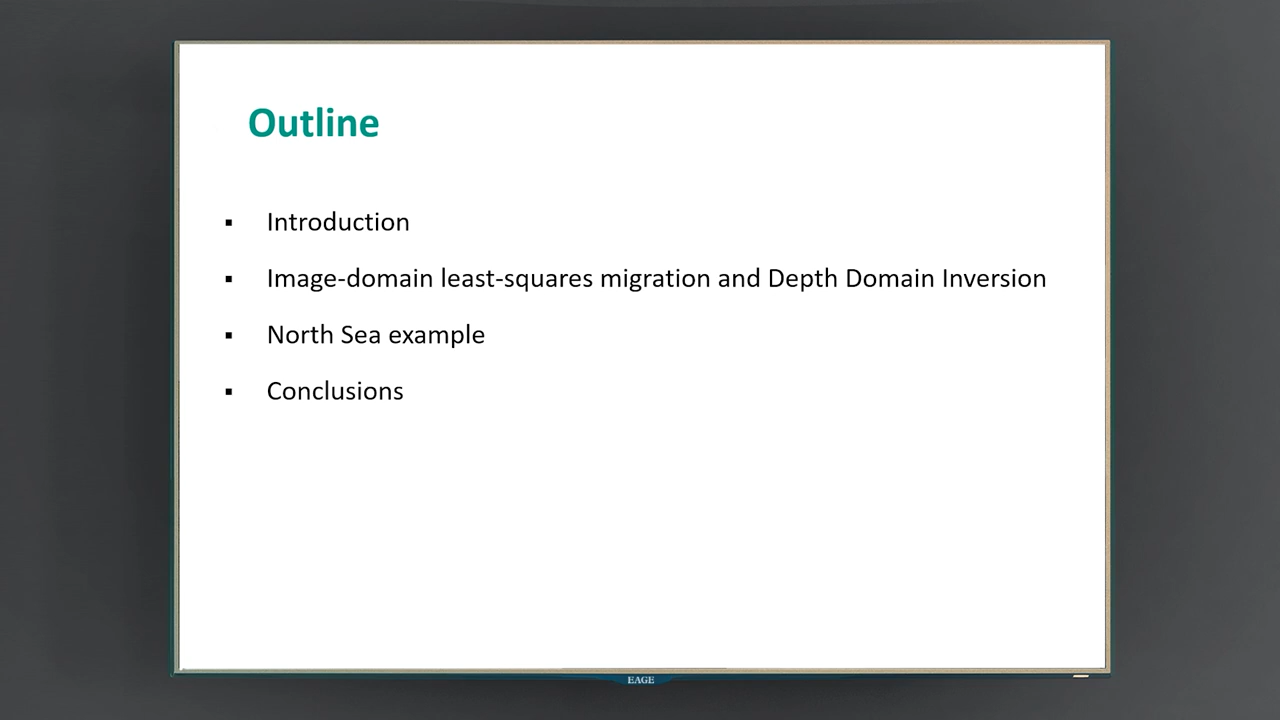 Outline
▪ Introduction
▪ Image-domain least-squares migration and Depth Domain Inversion
▪ North Sea example
▪ Conclusions
EAGE